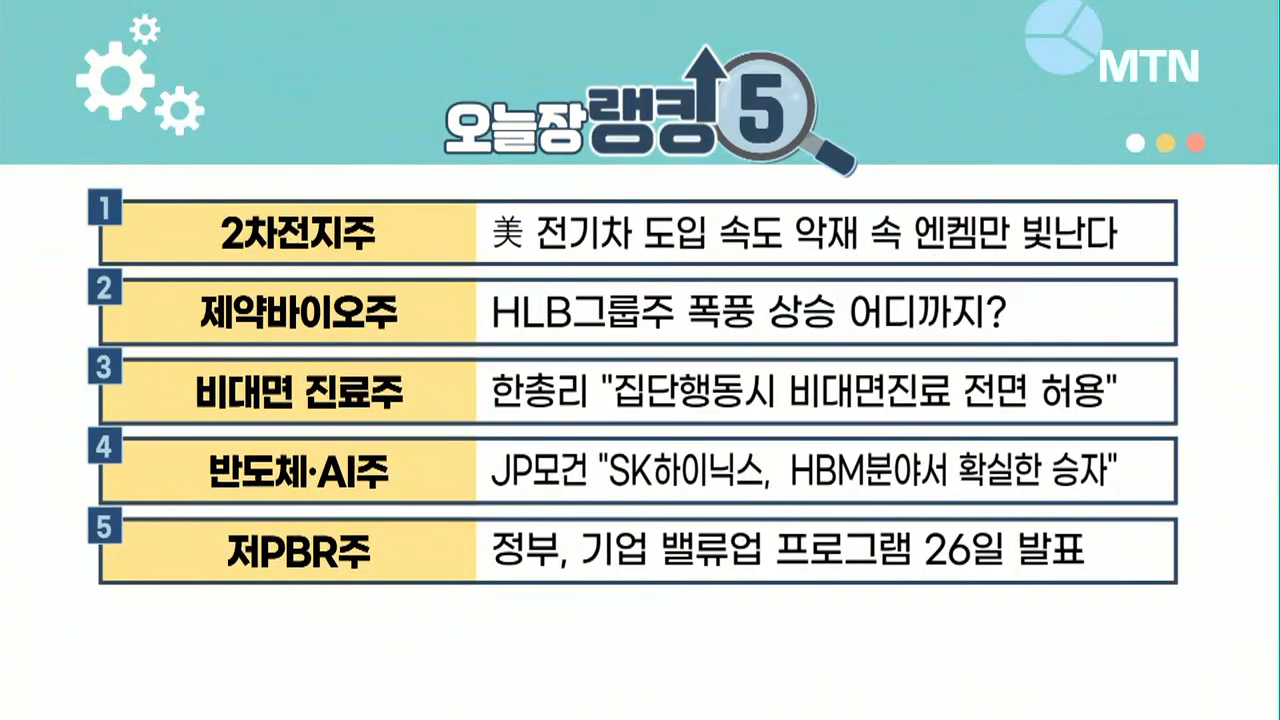 MTN
오늘장랭킹5
1
2차전지주
美 전기차 도입 속도 악재 속 엔켐만 빛난다
2
제약바이오주
HLB그룹주 폭풍 상승 어디까지?
3
비대면 진료주
한총리 "집단행동시 비대면진료 전면 허용"
4
반도체·AI주
JP모건 "SK하이닉스, HBM분야서 확실한 승자"
5
저PBR주
정부, 기업 밸류업 프로그램 26일 발표